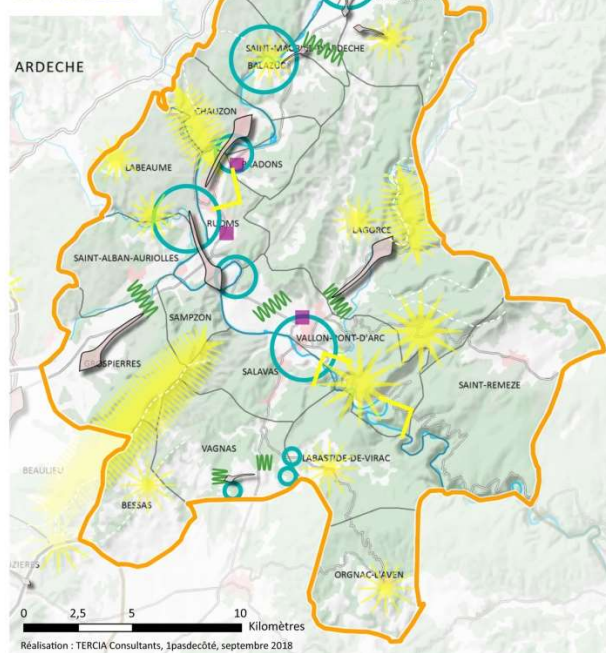 ARDECHE
SAINT-MAURICE-D'ARDECHE
BALAZUC
CHAUZON
LABEAUME
PRADONS
RUOMS
LAGORCE
SAINT-ALBAN-AURIOLLES
SAMPZON
VALLON-PONT-D'ARC
GROSPIERRES
SALAVAS
SAINT-REMEZE
VAGNAS
LABASTIDE-DE-VIRAC
BEAULIEU
BESSAS
ORGNAC-L'AVEN
0 2,5 5 10
Kilomètres
Réalisation : TERCIA Consultants, 1pasdecôté, septembre 2018